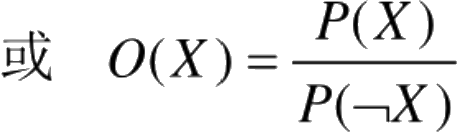 或 O(X) = P(X) / P(¬X)